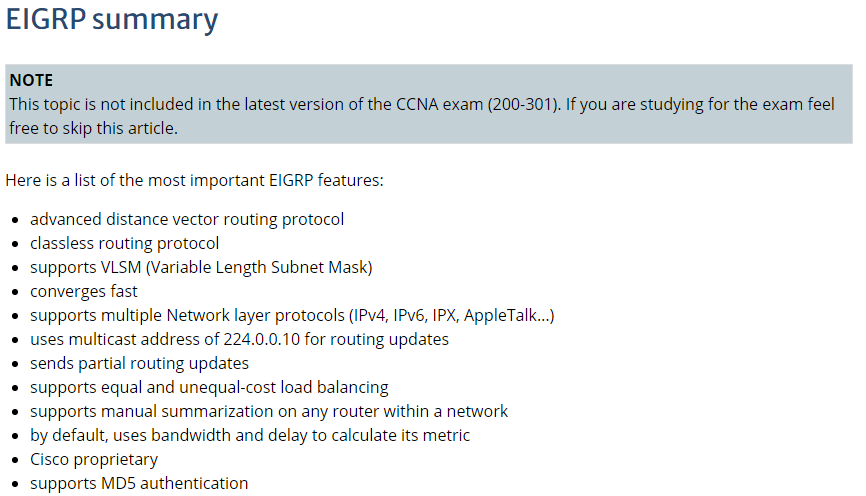 EIGRP summary
NOTE
This topic is not included in the latest version of the CCNA exam (200-301). If you are studying for the exam feel
free to skip this article.
Here is a list of the most important EIGRP features:
• advanced distance vector routing protocol
• classless routing protocol
• supports VLSM (Variable Length Subnet Mask)
• converges fast
• supports multiple Network layer protocols (IPv4, IPv6, IPX, AppleTalk…)
• uses multicast address of 224.0.0.10 for routing updates
• sends partial routing updates
• supports equal and unequal-cost load balancing
• supports manual summarization on any router within a network
• by default, uses bandwidth and delay to calculate its metric
• Cisco proprietary
• supports MD5 authentication